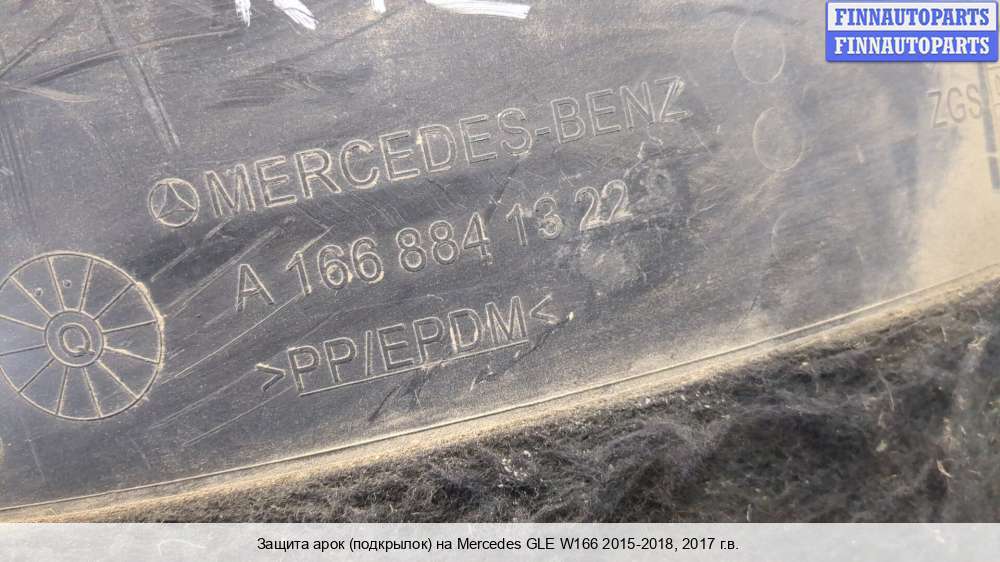 FINNAUTOPARTS
FINNAUTOPARTS
ZGS
MERCEDES-BENZ
A 166 884 13 22
>PP/EPDM<
Q
Защита арок (подкрылок) на Mercedes GLE W166 2015-2018, 2017 г.в.